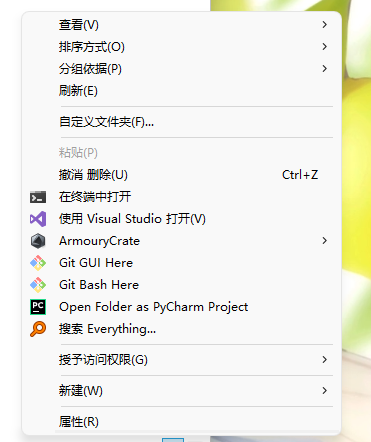 查看(V)
排序方式(O)
分组依据(P)
刷新(E)
自定义文件夹(F)...
粘贴(P)
撤消 删除(U) Ctrl+Z
在终端中打开
使用 Visual Studio 打开(V)
ArmouryCrate
Git GUI Here
Git Bash Here
PC Open Folder as PyCharm Project
搜索 Everything...
授予访问权限(G)
新建(W)
属性(R)